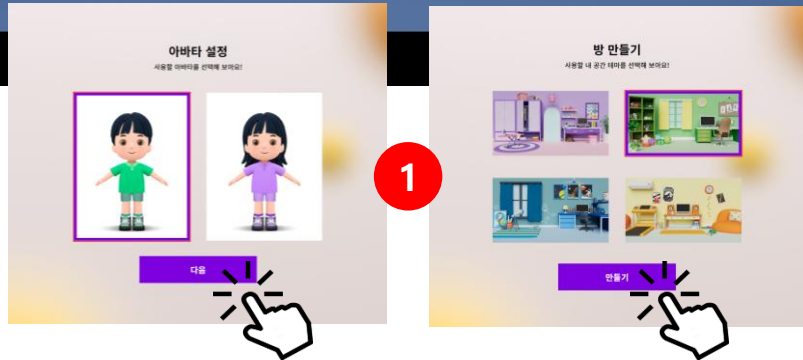 아바타 설정
사용할 아바타를 선택해 보아요!
다음
1
방 만들기
사용할 내 공간 테마를 선택해 보아요!
만들기